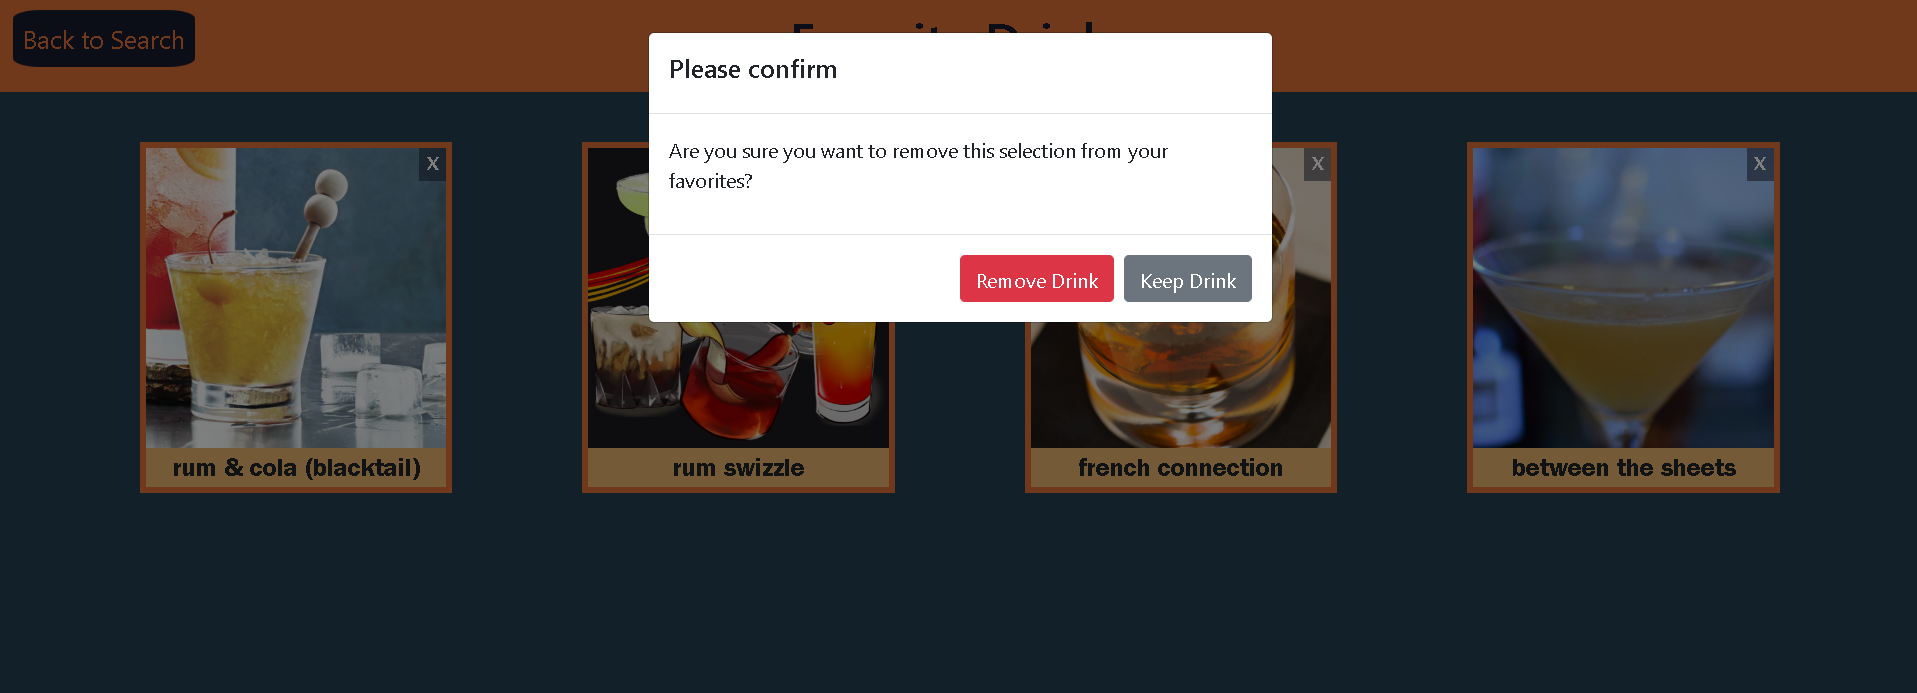 Back to Search
Please confirm
Are you sure you want to remove this selection from your
favorites?
Remove Drink
Keep Drink
X
X
X
rum & cola (blacktail)
rum swizzle
french connection
between the sheets